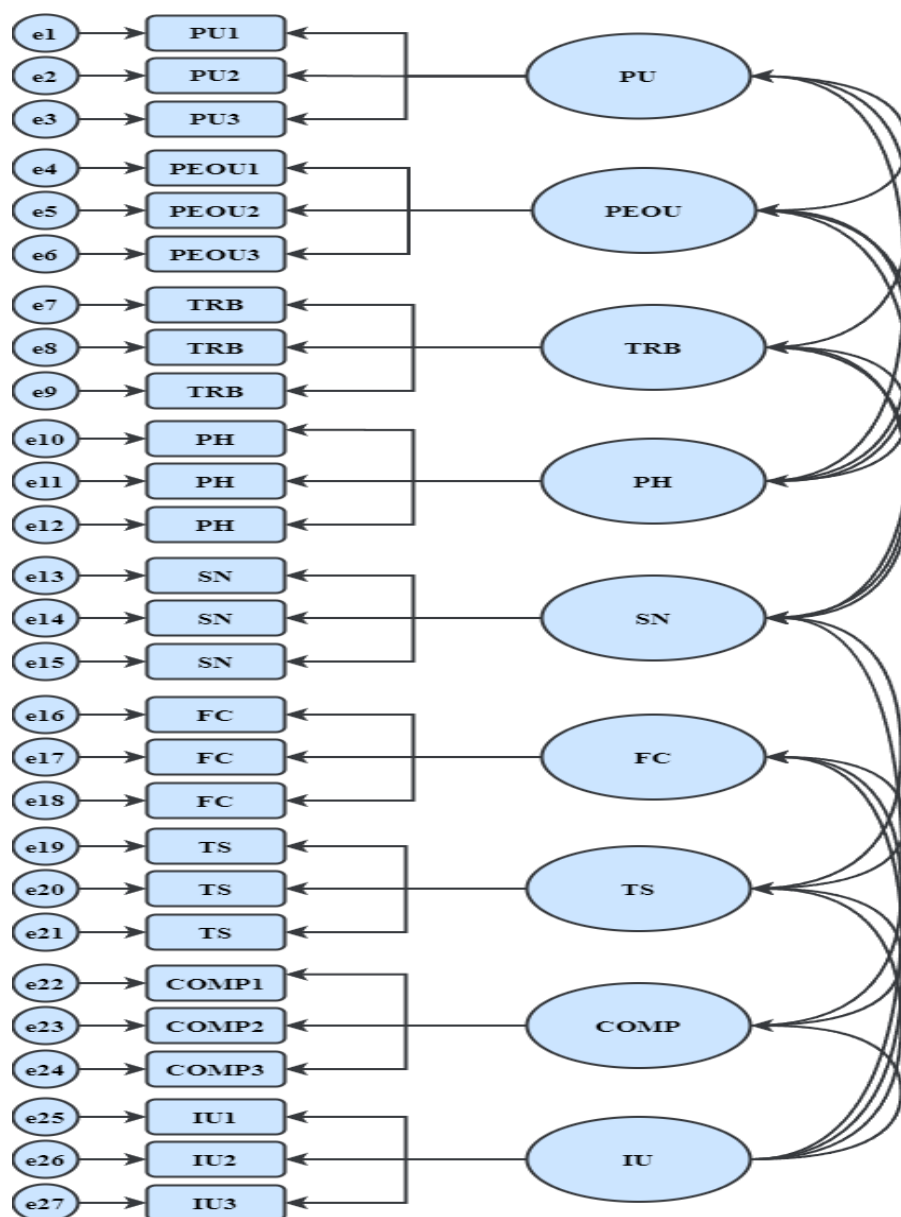 e1 PU1
e2 PU2 PU
e3 PU3
e4 PEOU1
e5 PEOU2 PEOU
e6 PEOU3
e7 TRB
e8 TRB TRB
e9 TRB
e10 PH
e11 PH PH
e12 PH
e13 SN
e14 SN SN
e15 SN
e16 FC
e17 FC FC
e18 FC
e19 TS
e20 TS TS
e21 TS
e22 COMP1
e23 COMP2 COMP
e24 COMP3
e25 IU1
e26 IU2 IU
e27 IU3